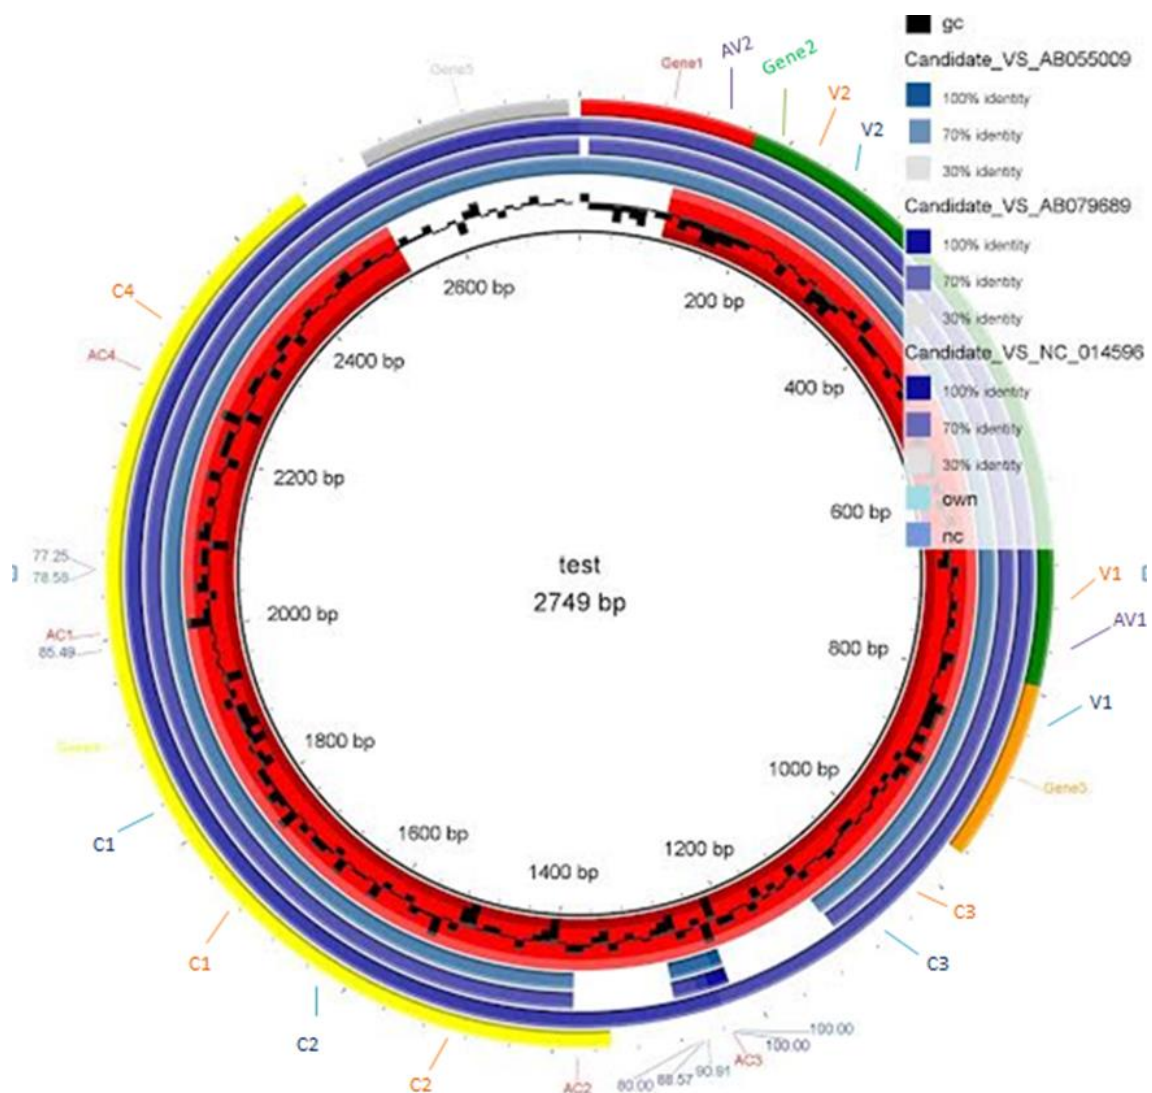 gc
Candidate_VS_AB055009
100% identity
70% identity
30% identity
Candidate_VS_AB079689
100% identity
70% identity
30% identity
Candidate_VS_NC_014596
100% identity
70% identity
30% identity
own
nc
Gene1
AV2
Gene2
V2
V2
V1
AV1
V1
C3
C3
100.00
100.00
AC3
90.91
88.57
80.00
AC2
C2
C2
C1
C1
85.49
AC1
78.58
77.25
AC4
C4
200 bp
400 bp
600 bp
800 bp
1000 bp
1200 bp
1400 bp
1600 bp
1800 bp
2000 bp
2200 bp
2400 bp
2600 bp
test
2749 bp